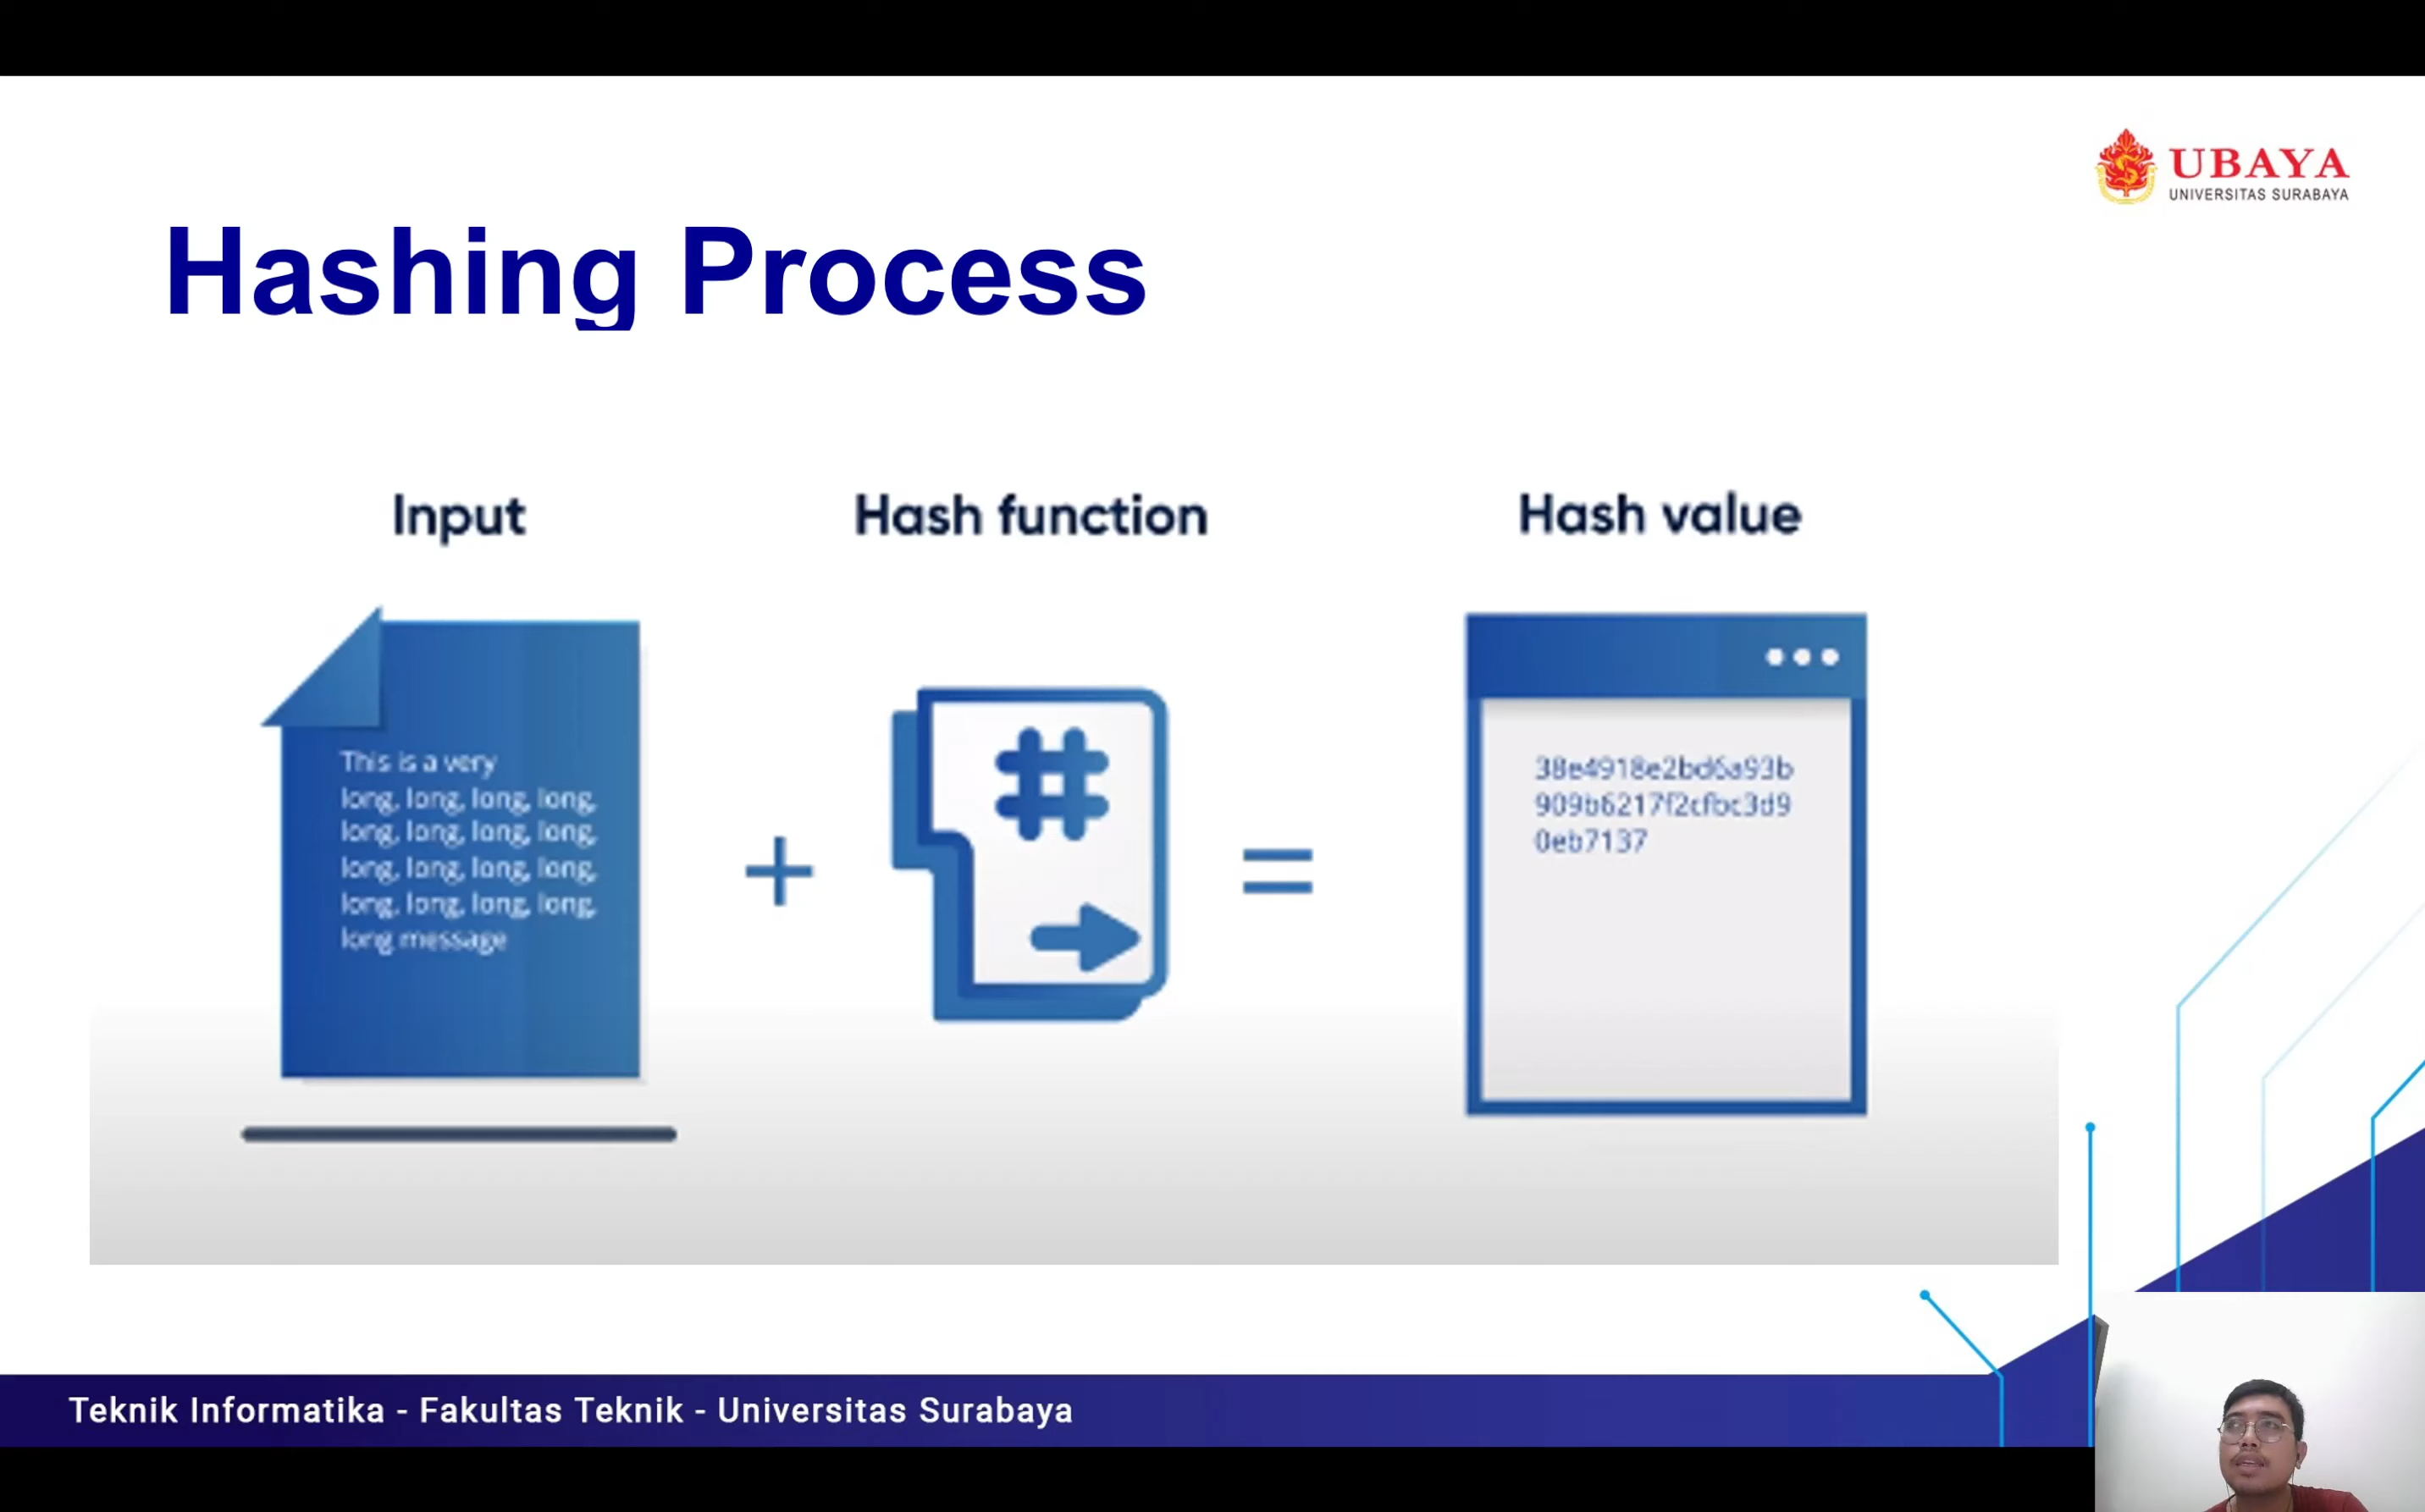 UBAYA
UNIVERSITAS SURABAYA
Hashing Process
Input
Hash function
Hash value
This is a very
long, long, long, long,
long, long, long, long,
long, long, long, long,
long, long, long, long,
long message
+
#
=
38e4918e2bd6a93b
909b6217f2cfbc3d9
0eb7137
Teknik Informatika - Fakultas Teknik - Universitas Surabaya